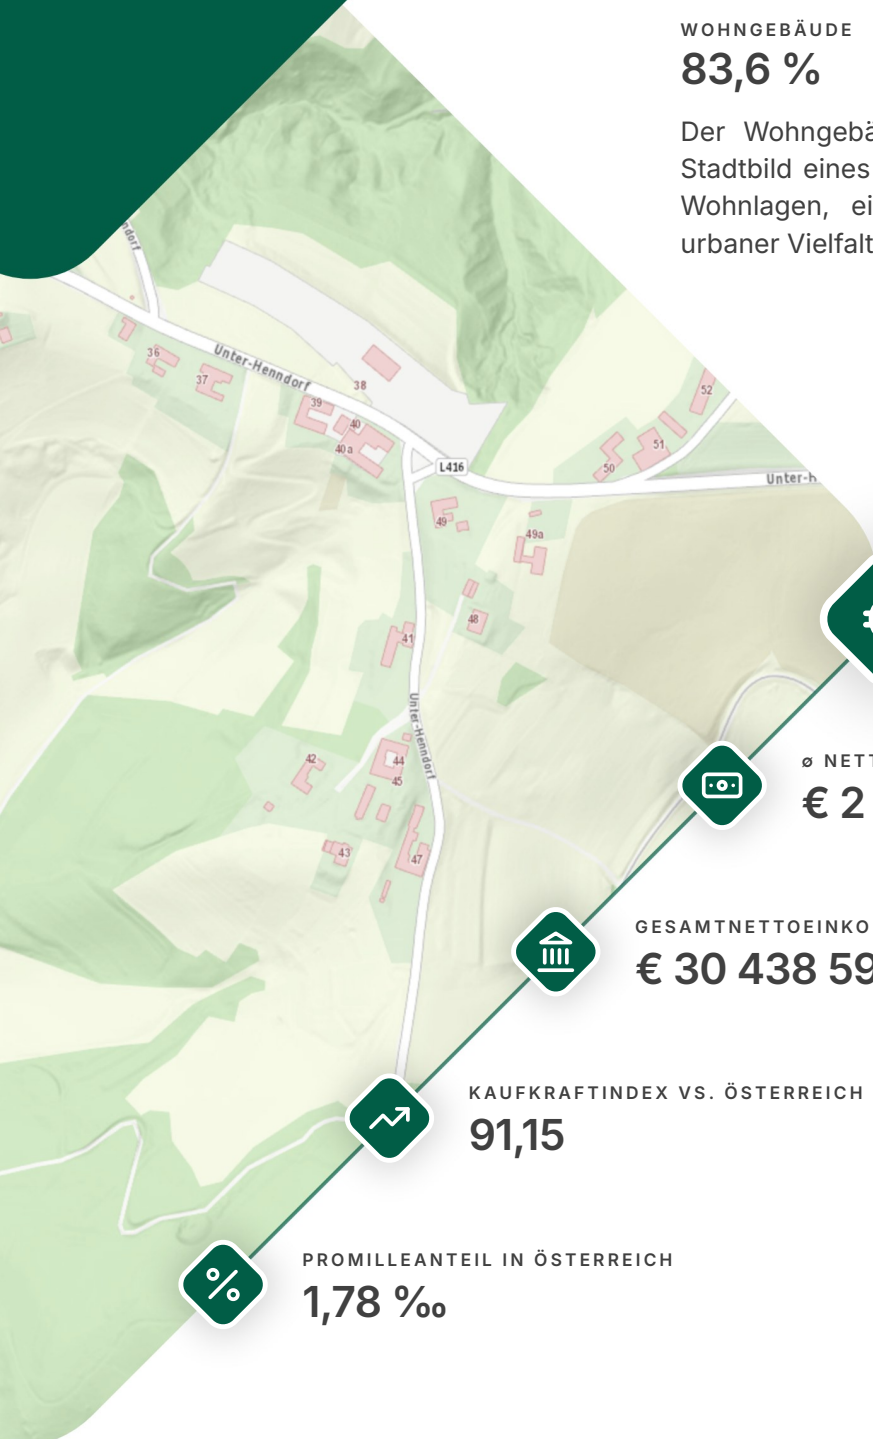 WOHNGEBÄUDE
83,6 %
Der Wohngebä
Stadtbild eines
Wohnlagen, ei
urbaner Vielfalt
ndorf
36
37
Unter-Henndorf
38
39
40
40a
L416
52
51
50
Unter-H
49
49a
48
41
Unter-Henndorf
42
44
45
43
47
ø NETT
€ 2
GESAMTNETTOEINKO
€ 30 438 59
KAUFKRAFTINDEX VS. ÖSTERREICH
91,15
PROMILLEANTEIL IN ÖSTERREICH
1,78 ‰